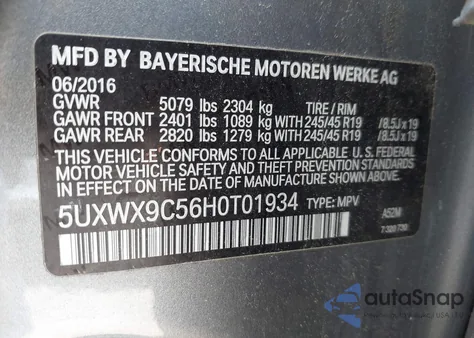 MFD BY BAYERISCHE MOTOREN WERKE AG
06/2016
GVWR 5079 lbs 2304 kg TIRE / RIM
GAWR FRONT 2401 lbs 1089 kg WITH 245/45 R19 /8.5J x 19
GAWR REAR 2820 lbs 1279 kg WITH 245/45 R19 /8.5J x 19
THIS VEHICLE CONFORMS TO ALL APPLICABLE FEDERAL
MOTOR VEHICLE SAFETY, BUMPER, AND THEFT PREVENTION STANDARDS
IN EFFECT ON THE DATE OF MANUFACTURE SHOWN ABOVE.
5UXWX9C56H0T01934 TYPE: MPV A52M
autoSnap